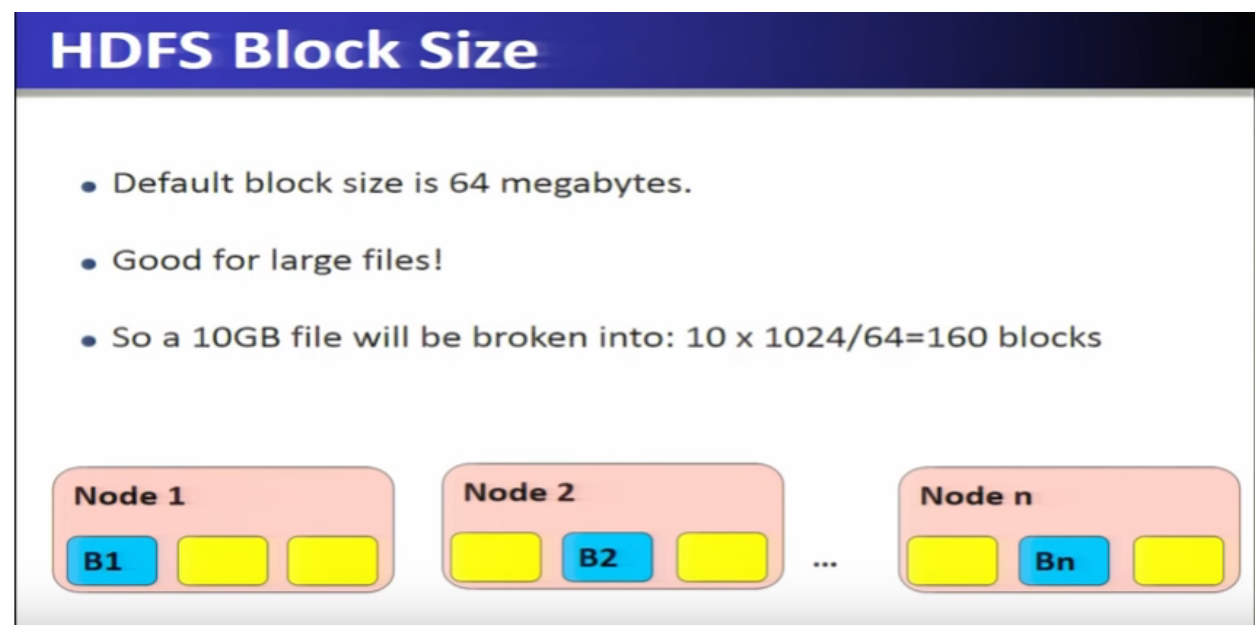 HDFS Block Size
• Default block size is 64 megabytes.
• Good for large files!
• So a 10GB file will be broken into: 10 x 1024/64=160 blocks
Node 1
B1
Node 2
B2
...
Node n
Bn